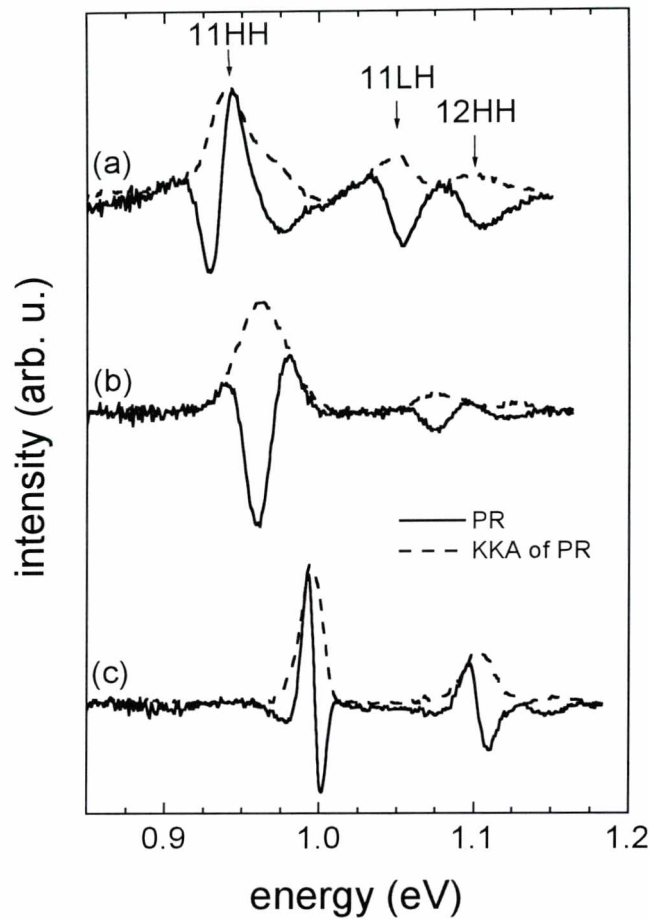 11HH
11LH
12HH
(a)
(b)
PR
KKA of PR
(c)
intensity (arb. u.)
0.9
1.0
1.1
1.2
energy (eV)